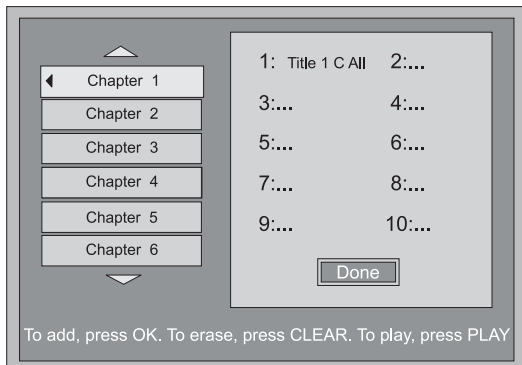 Chapter 1
Chapter 2
Chapter 3
Chapter 4
Chapter 5
Chapter 6
1: Title 1 C All 2:...
3:... 4:...
5:... 6:...
7:... 8:...
9:... 10:...
Done
To add, press OK. To erase, press CLEAR. To play, press PLAY